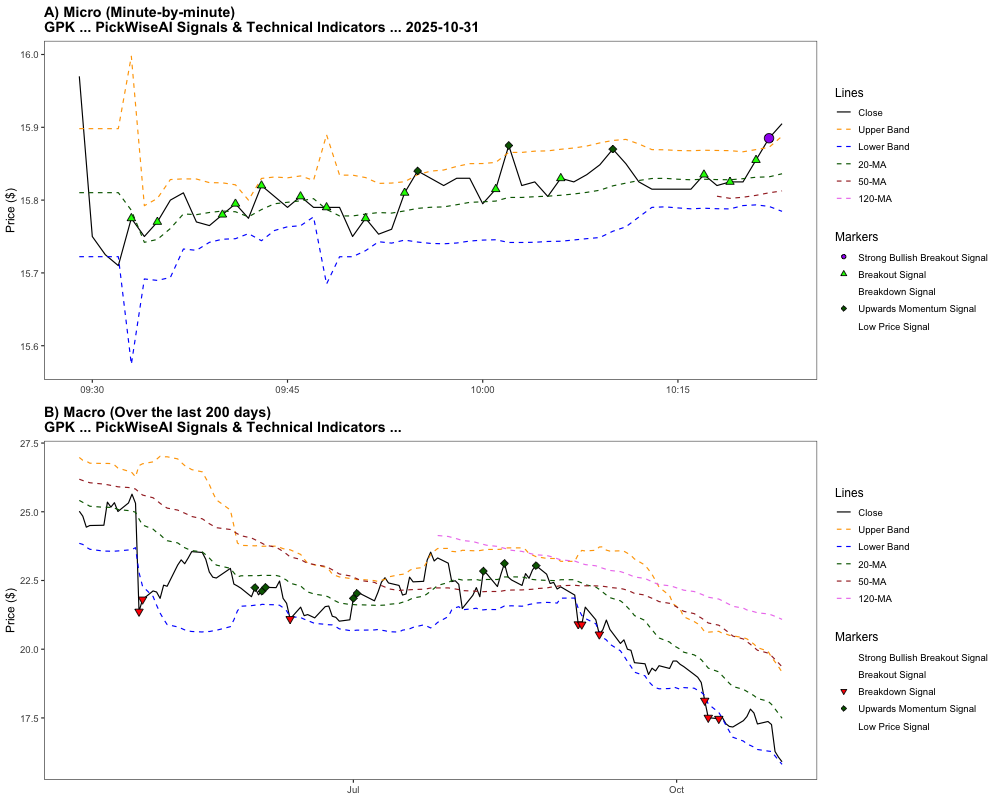 A) Micro (Minute-by-minute)
GPK ... PickWiseAI Signals & Technical Indicators ... 2025-10-31
Price ($)
16.0
15.9
15.8
15.7
15.6
09:30
09:45
10:00
10:15
Lines
Close
Upper Band
Lower Band
20-MA
50-MA
120-MA
Markers
Strong Bullish Breakout Signal
Breakout Signal
Breakdown Signal
Upwards Momentum Signal
Low Price Signal
B) Macro (Over the last 200 days)
GPK ... PickWiseAI Signals & Technical Indicators ...
Price ($)
27.5
25.0
22.5
20.0
17.5
Jul
Oct
Lines
Close
Upper Band
Lower Band
20-MA
50-MA
120-MA
Markers
Strong Bullish Breakout Signal
Breakout Signal
Breakdown Signal
Upwards Momentum Signal
Low Price Signal